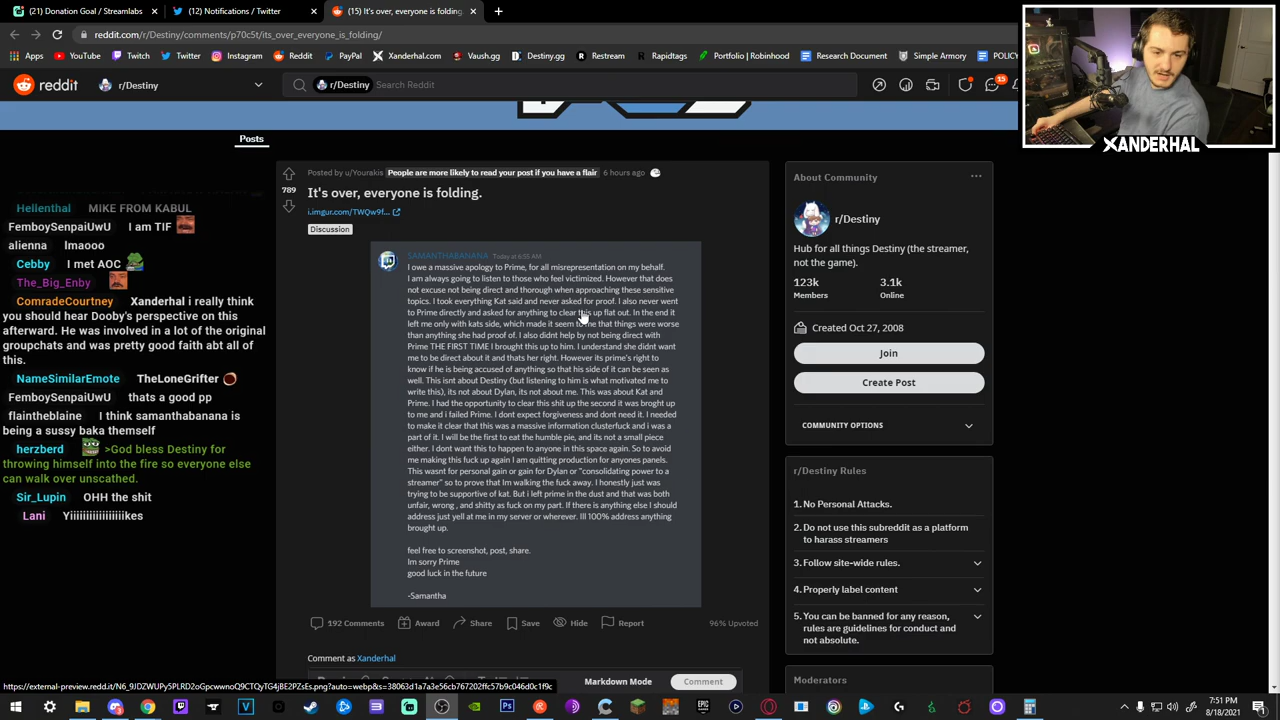 (21) Donation Goal / Streamlabs
(12) Notifications / Twitter
(15) It's over, everyone is folding.
reddit.com/r/Destiny/comments/p70c5t/its_over_everyone_is_folding/
Apps YouTube Twitch Instagram Twitter Reddit PayPal Xanderhal.com Vaush.gg Destiny.gg Restream Rapidtags Portfolio | Robinhood Research Document Simple Armory POLICY
reddit r/Destiny r/Destiny Search Reddit 15
Posts
XANDERHAL
Posted by u/Yourakis People are more likely to read your post if you have a flair 6 hours ago
789
It's over, everyone is folding.
i.imgur.com/TWQw9f...
Discussion
SAMANTHABANANA Today at 6:55 AM
I owe a massive apology to Prime, for all misrepresentation on my behalf.
I am always going to listen to those who feel victimized. However that does
not excuse not being direct and thorough when approaching these sensitive
topics. I took everything Kat said and never asked for proof. I also never went
to Prime directly and asked for anything to clear this up flat out. In the end it
left me only with kats side, which made it seem to me that things were worse
than anything she had proof of. I also didnt help by not being direct with
Prime THE FIRST TIME I brought this up to him. I understand she didnt want
me to be direct about it and thats her right. However its prime's right to
know if he is being accused of anything so that his side of it can be seen as
well. This isnt about Destiny (but listening to him is what motivated me to
write this), its not about Dylan, its not about me. This was about Kat and
Prime. I had the opportunity to clear this shit up the second it was broght up
to me and i failed Prime. I dont expect forgiveness and dont need it. I needed
to make it clear that this was a massive information clusterfuck and i was a
part of it. I will be the first to eat the humble pie, and its not a small piece
either. I dont want this to happen to anyone in this space again. So to avoid
me making this fuck up again I am quitting production for anyones panels.
This wasnt for personal gain or gain for Dylan or "consolidating power to a
streamer" so to prove that Im walking the fuck away. I honestly just was
trying to be supportive of kat. But i left prime in the dust and that was both
unfair, wrong , and shitty as fuck on my part. If there is anything else I should
address just yell at me in my server or wherever. Ill 100% address anything
brought up.
feel free to screenshot, post, share.
Im sorry Prime
good luck in the future
-Samantha
192 Comments Award Share Save Hide Report 96% Upvoted
Comment as Xanderhal
Markdown Mode Comment
Hellenthal MIKE FROM KABUL
FemboySenpaiUwU I am TIF
alienna lmaooo
Cebby I met AOC
The_Big_Enby
ComradeCourtney Xanderhal i really think
you should hear Dooby's perspective on this
afterward. He was involved in a lot of the original
groupchats and was pretty good faith abt all of
this.
NameSimilarEmote TheLoneGrifter
FemboySenpaiUwU thats a good pp
flaintheblaine I think samanthabanana is
being a sussy baka themself
herzberd >God bless Destiny for
throwing himself into the fire so everyone else
can walk over unscathed.
Sir_Lupin OHH the shit
Lani Yiiiiiiiiiiiiiiikes
About Community
r/Destiny
Hub for all things Destiny (the streamer,
not the game).
123k 3.1k
Members Online
Created Oct 27, 2008
Join
Create Post
COMMUNITY OPTIONS
r/Destiny Rules
1. No Personal Attacks.
2. Do not use this subreddit as a platform
to harass streamers
3. Follow site-wide rules.
4. Properly label content
5. You can be banned for any reason,
rules are guidelines for conduct and
not absolute.
Moderators
7:51 PM
8/18/2021